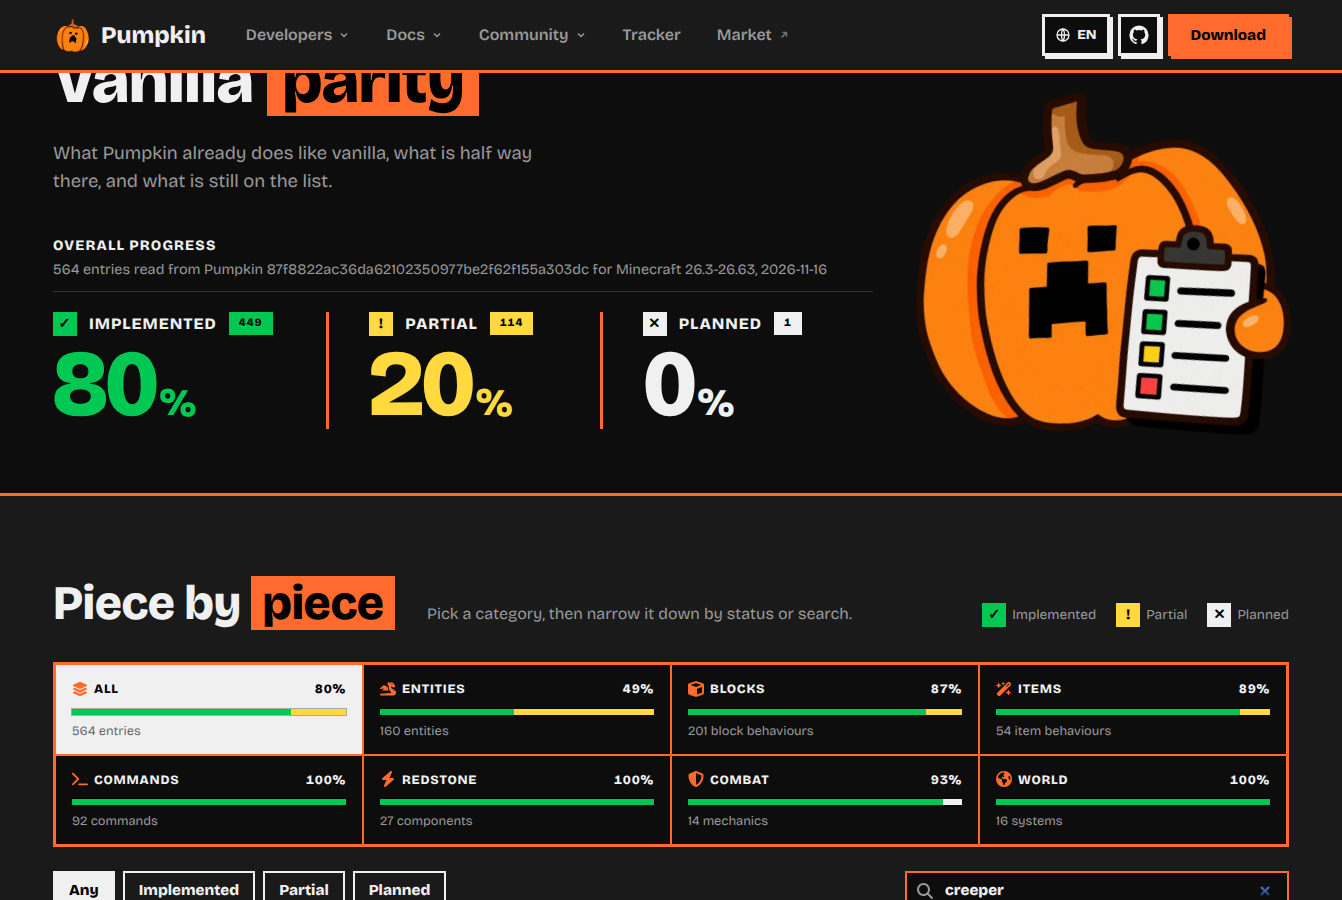 Pumpkin Developers Docs Community Tracker Market EN Download
Vanilla parity
What Pumpkin already does like vanilla, what is half way
there, and what is still on the list.
OVERALL PROGRESS
564 entries read from Pumpkin 87f8822ac36da62102350977be2f62f155a303dc for Minecraft 26.3-26.63, 2026-11-16
IMPLEMENTED 449
80%
PARTIAL 114
20%
PLANNED 1
0%
Piece by piece
Pick a category, then narrow it down by status or search.
Implemented Partial Planned
ALL 80%
564 entries
ENTITIES 49%
160 entities
BLOCKS 87%
201 block behaviours
ITEMS 89%
54 item behaviours
COMMANDS 100%
92 commands
REDSTONE 100%
27 components
COMBAT 93%
14 mechanics
WORLD 100%
16 systems
Any Implemented Partial Planned
creeper